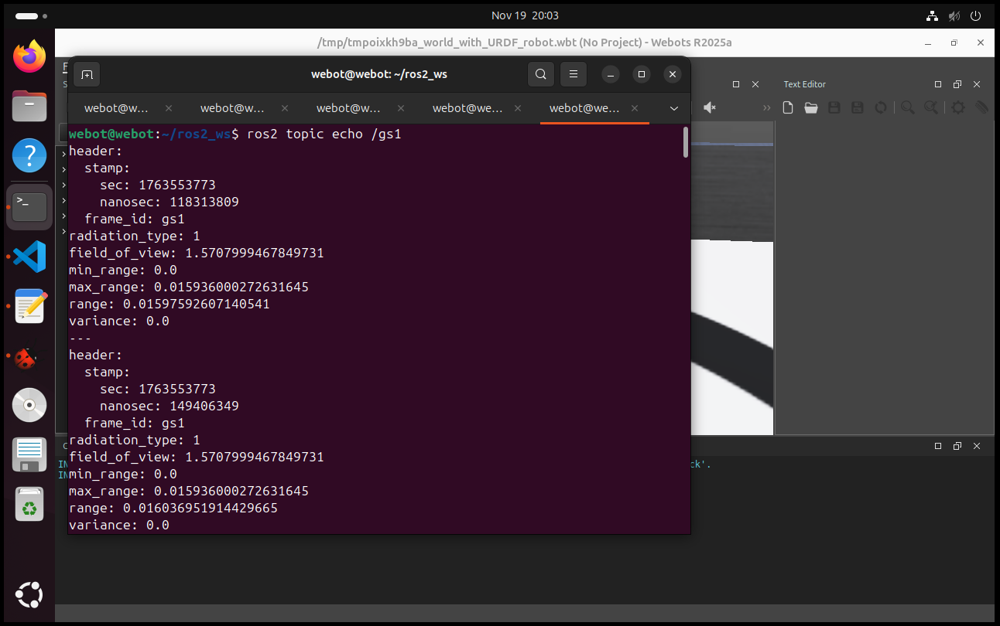 Nov 19 20:03
/tmp/tmpoixkh9ba_world_with_URDF_robot.wbt (No Project) - Webots R2025a
webot@webot: ~/ros2_ws
Text Editor
webot@w...
webot@w...
webot@w...
webot@we...
webot@we...
webot@webot:~/ros2_ws$ ros2 topic echo /gs1
header:
stamp:
sec: 1763553773
nanosec: 118313809
frame_id: gs1
radiation_type: 1
field_of_view: 1.5707999467849731
min_range: 0.0
max_range: 0.015936000272631645
range: 0.01597592607140541
variance: 0.0
---
header:
stamp:
sec: 1763553773
nanosec: 149406349
frame_id: gs1
radiation_type: 1
field_of_view: 1.5707999467849731
min_range: 0.0
max_range: 0.015936000272631645
range: 0.016036951914429665
variance: 0.0
ck'.